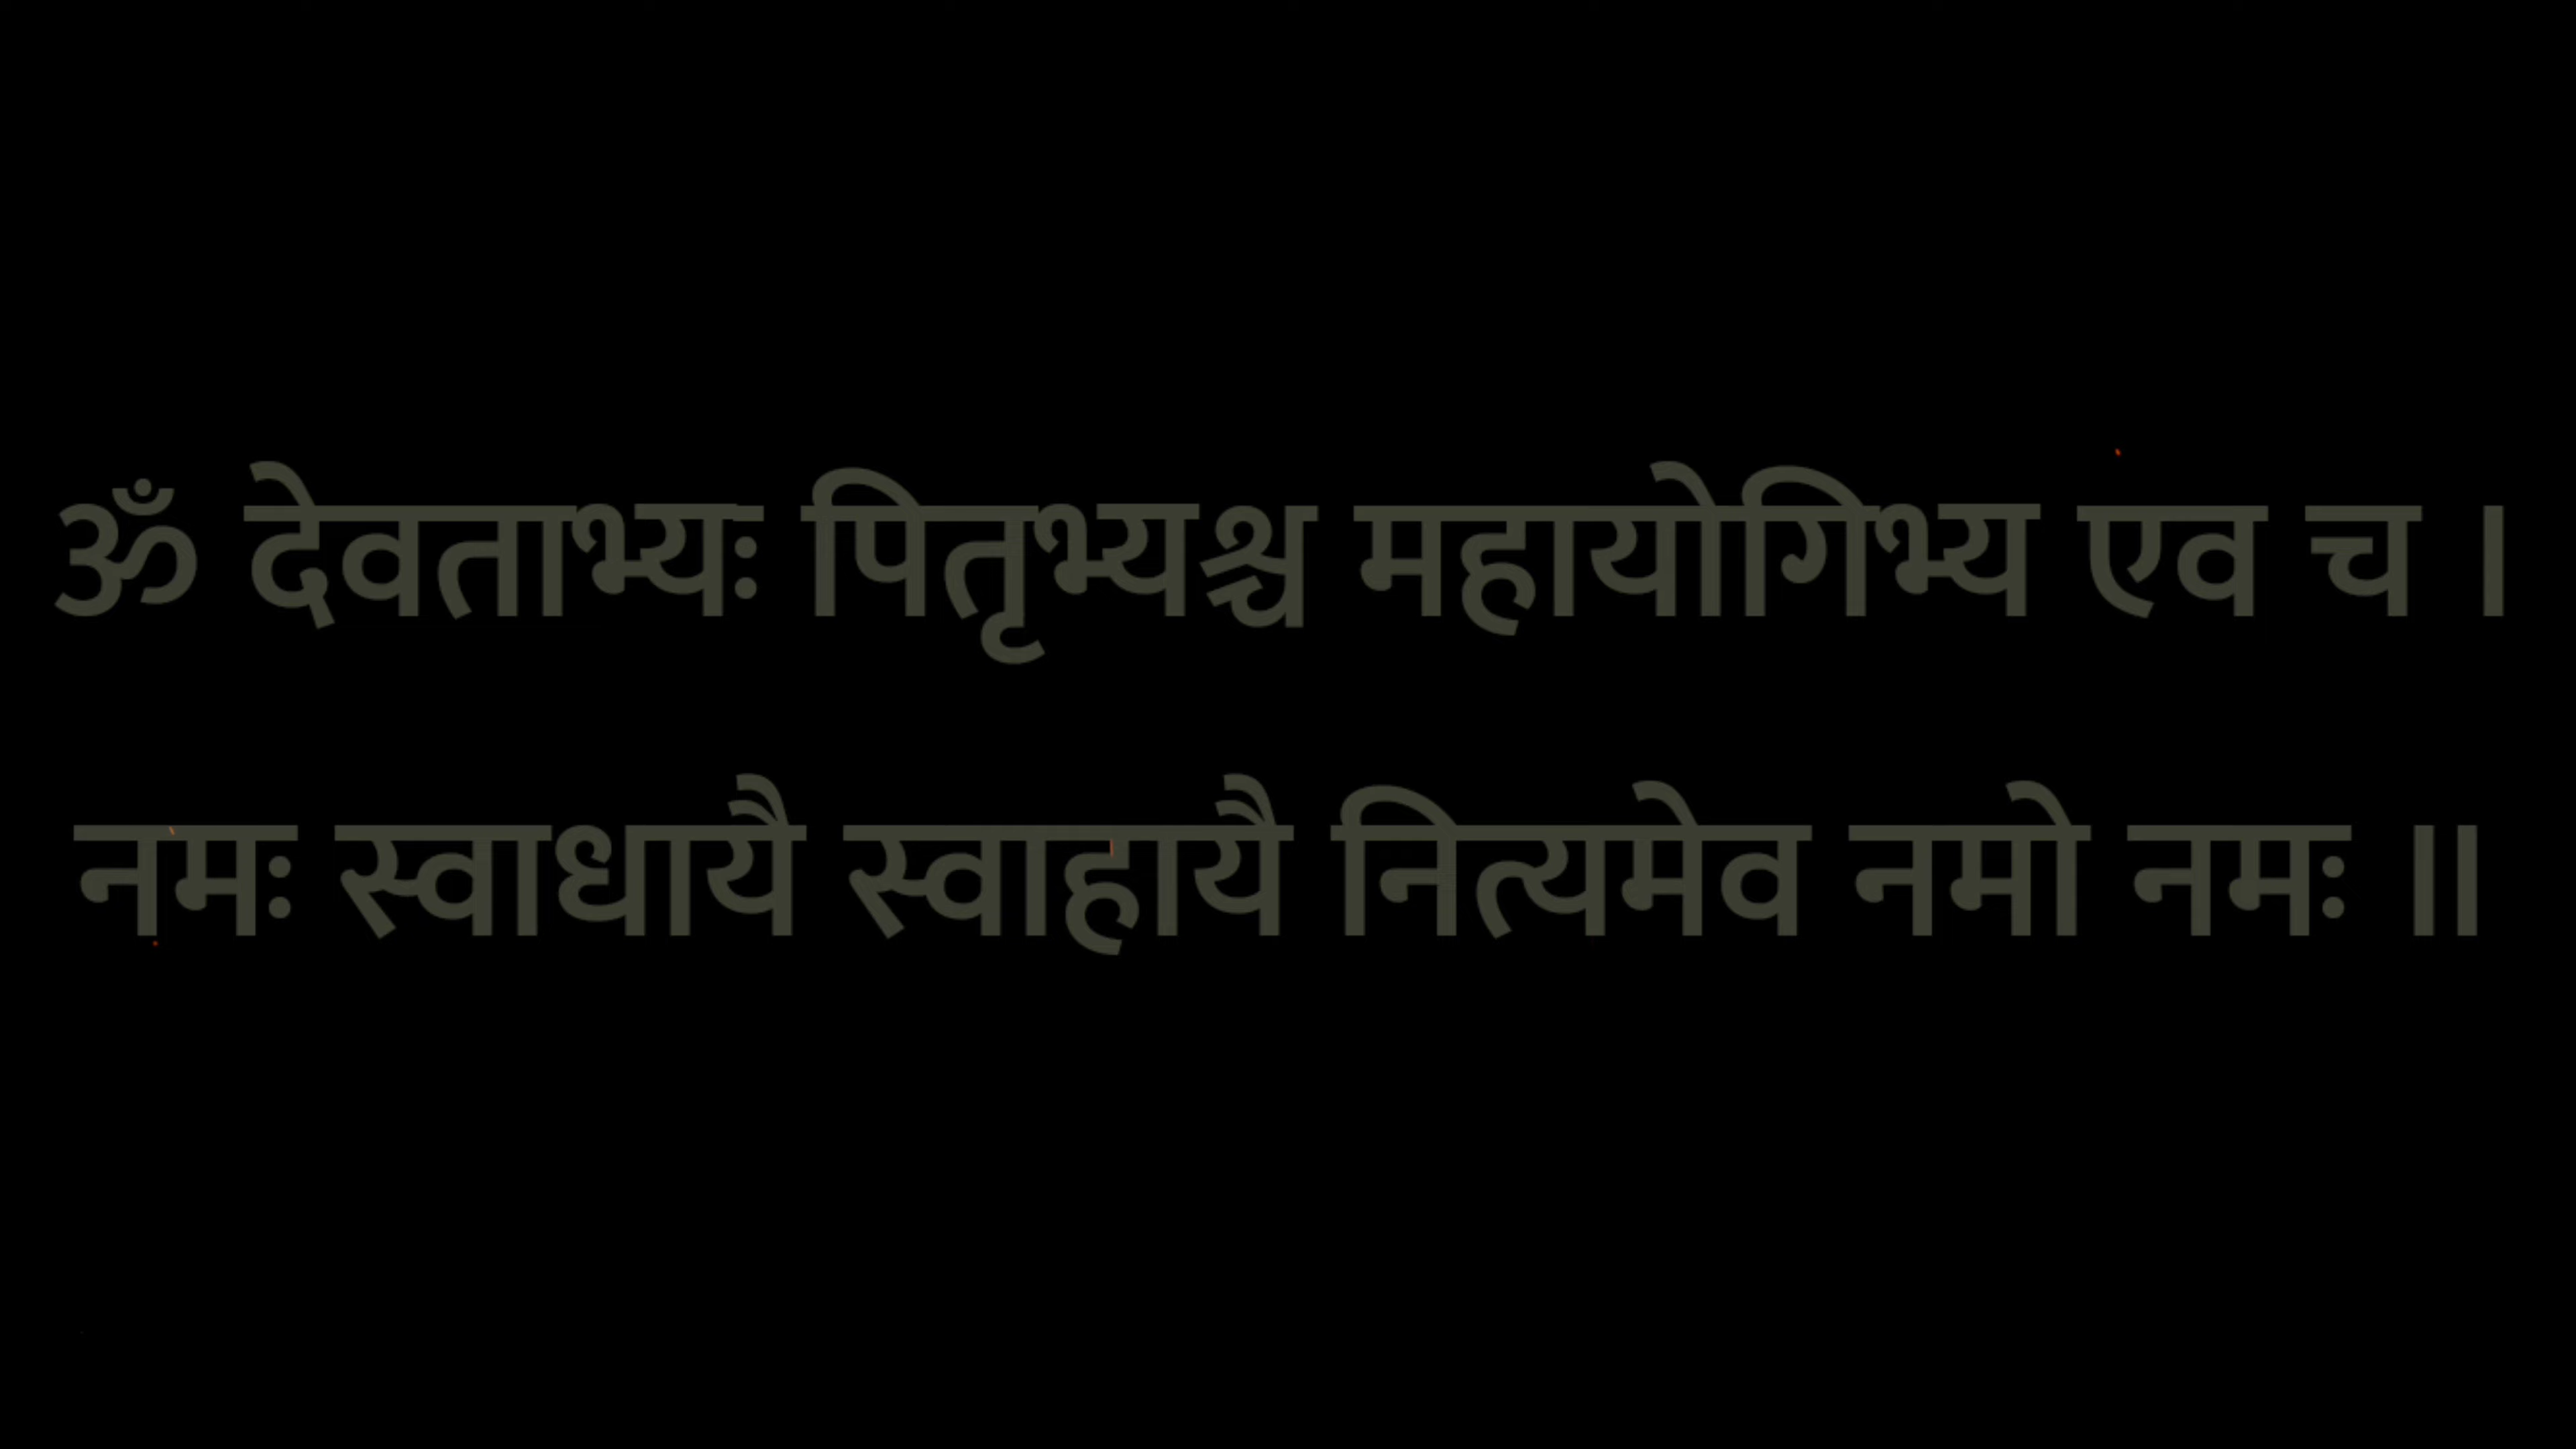 ॐ देवताभ्यः पितृभ्यश्च महायोगिभ्य एव च ।
नमः स्वाधायै स्वाहायै नित्यमेव नमो नमः ॥